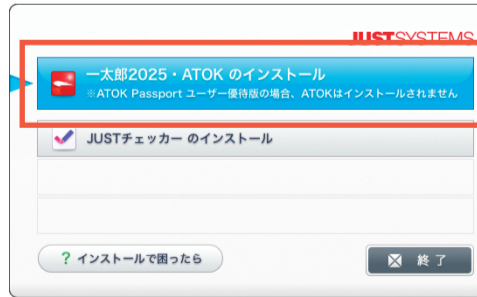 JUSTSYSTEMS
一太郎2025・ATOK のインストール
※ATOK Passport ユーザー優待版の場合、ATOKはインストールされません
JUSTチェッカー のインストール
? インストールで困ったら
終了